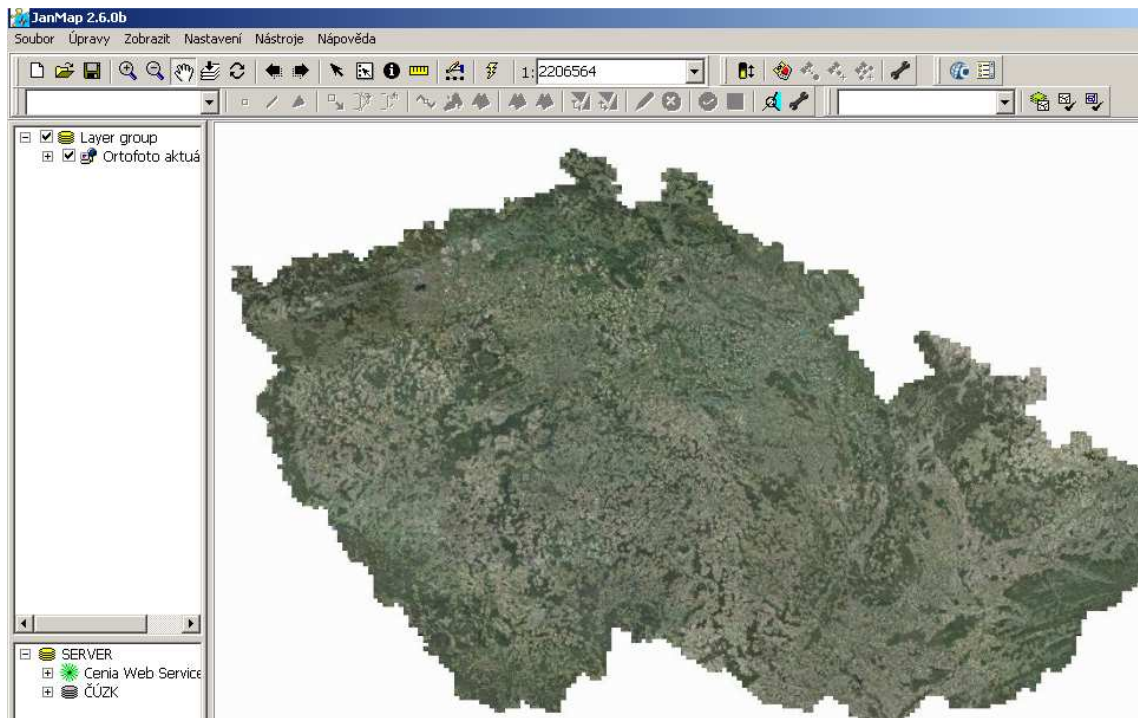 JanMap 2.6.0b
Soubor Úpravy Zobrazit Nastavení Nástroje Nápověda
1: 2206564
Layer group
Ortofoto aktuá
SERVER
Cenia Web Service
ČÚZK